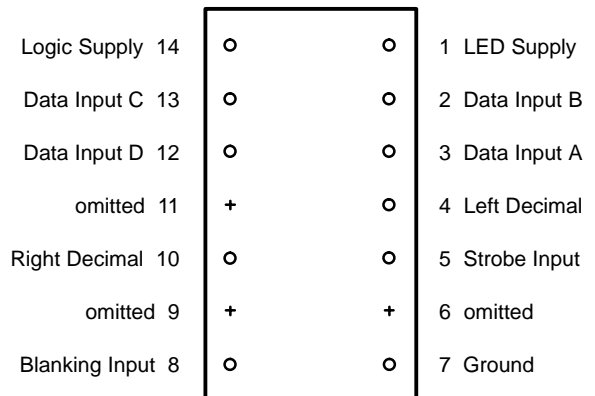 Logic Supply 14 1 LED Supply
Data Input C 13 2 Data Input B
Data Input D 12 3 Data Input A
omitted 11 4 Left Decimal
Right Decimal 10 5 Strobe Input
omitted 9 6 omitted
Blanking Input 8 7 Ground